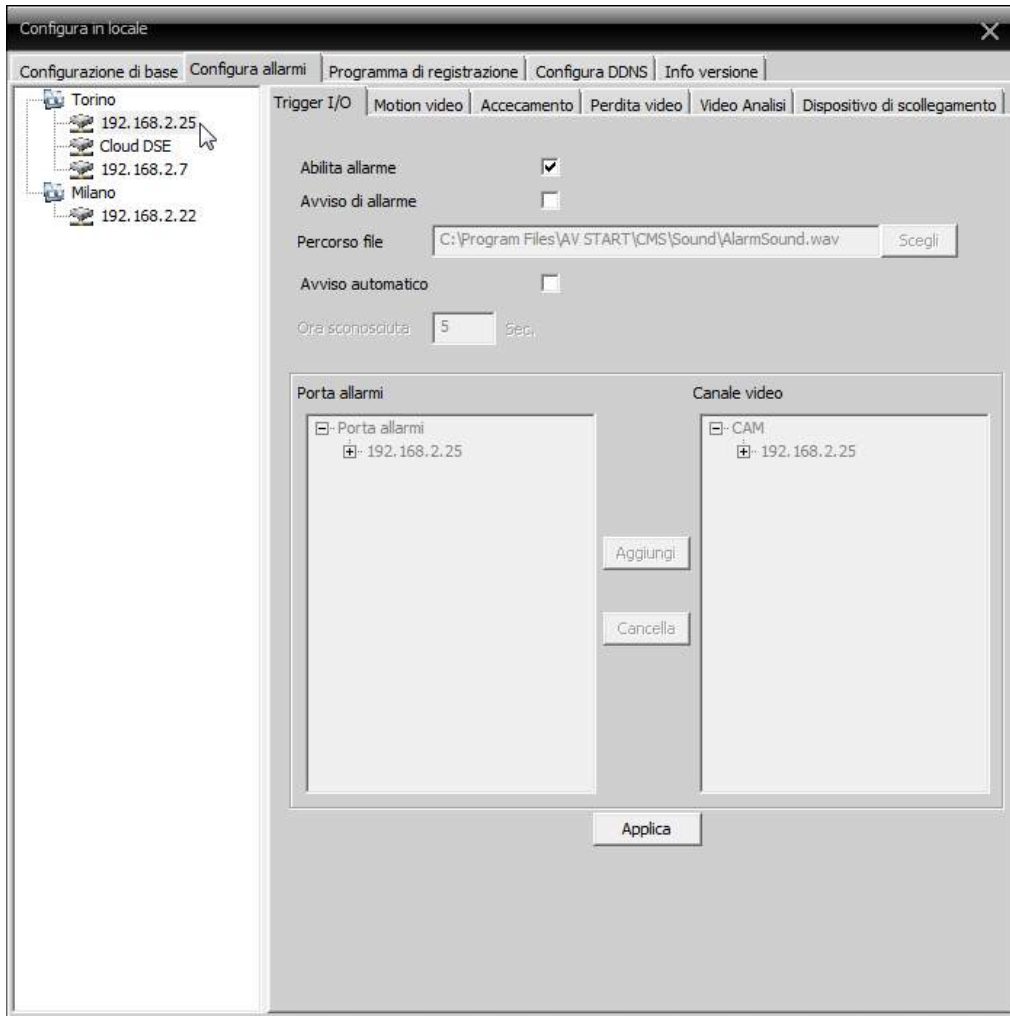 Configura in locale
Configurazione di base Configura allarmi Programma di registrazione Configura DDNS Info versione
Torino
192.168.2.25
Cloud DSE
192.168.2.7
Milano
192.168.2.22
Trigger I/O Motion video Accecamento Perdita video Video Analisi Dispositivo di scollegamento
Abilita allarme
Avviso di allarme
Percorso file C:\Program Files\AV START\CMS\Sound\AlarmSound.wav Scegli
Avviso automatico
Ora sconosciuta 5 Sec.
Porta allarmi Canale video
Porta allarmi CAM
192.168.2.25 192.168.2.25
Aggiungi
Cancella
Applica